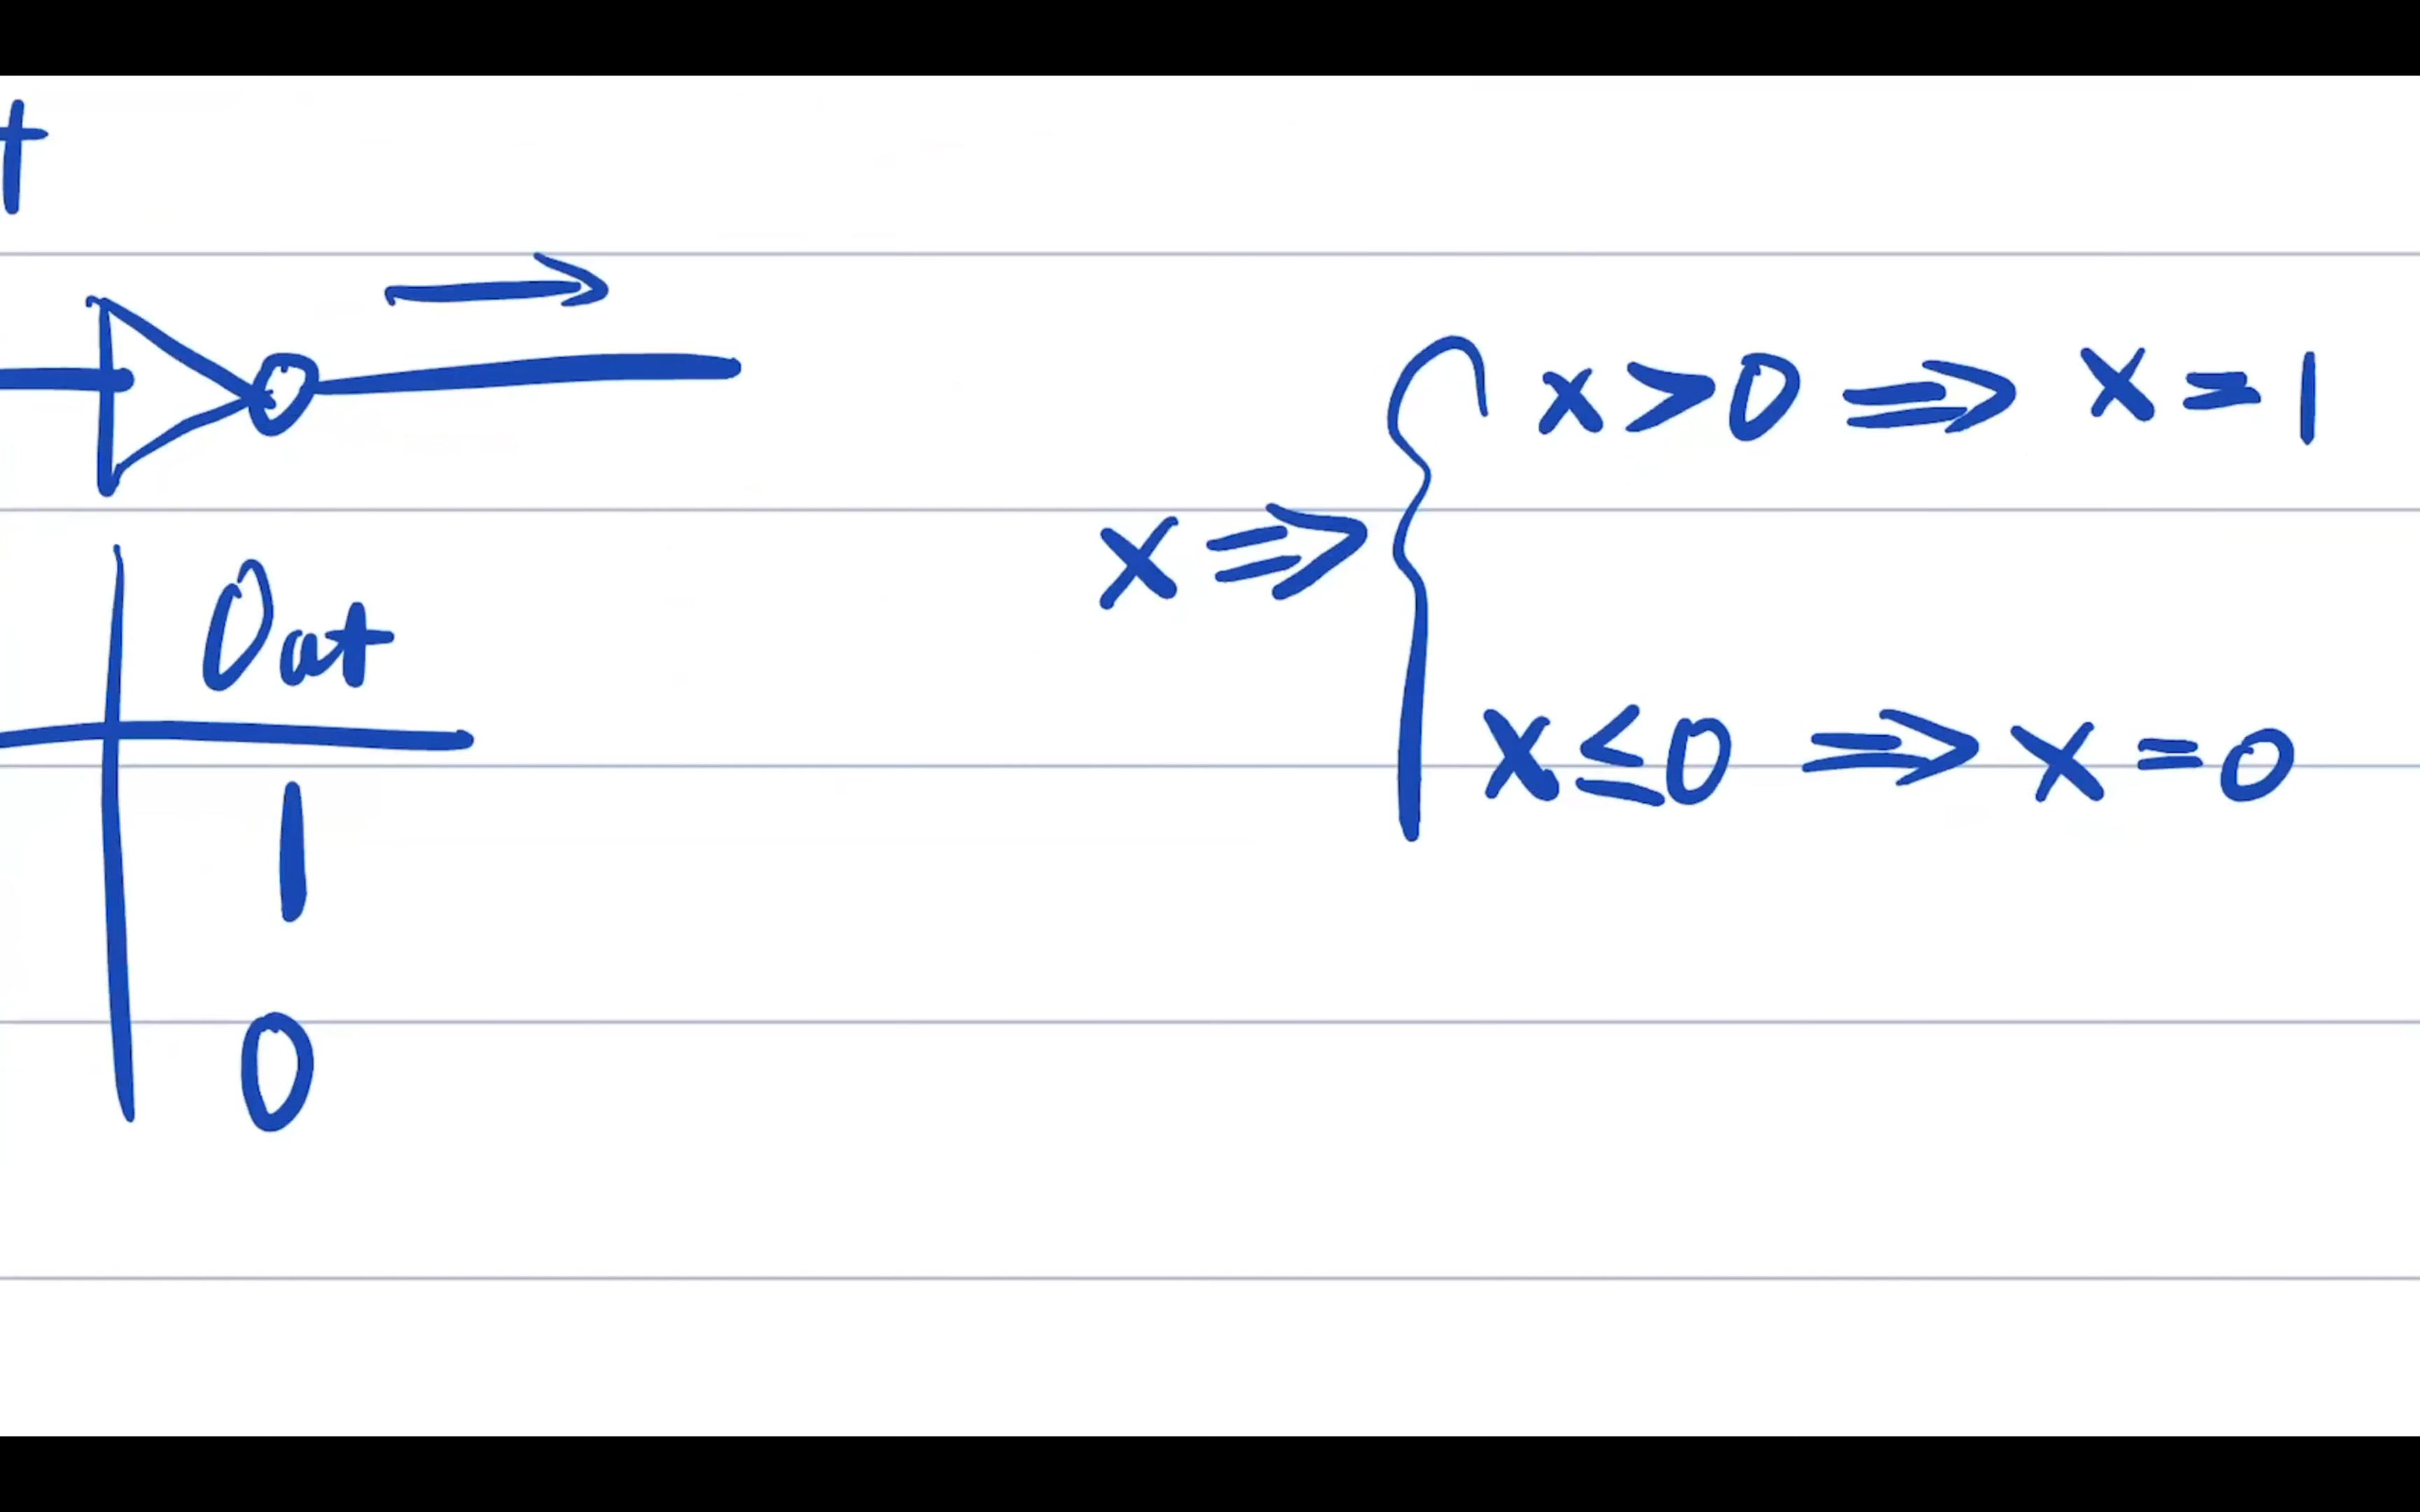 t
x > 0 ⇒ x = 1
x ⇒ {
Out
x ≤ 0 ⇒ x = 0
1
0